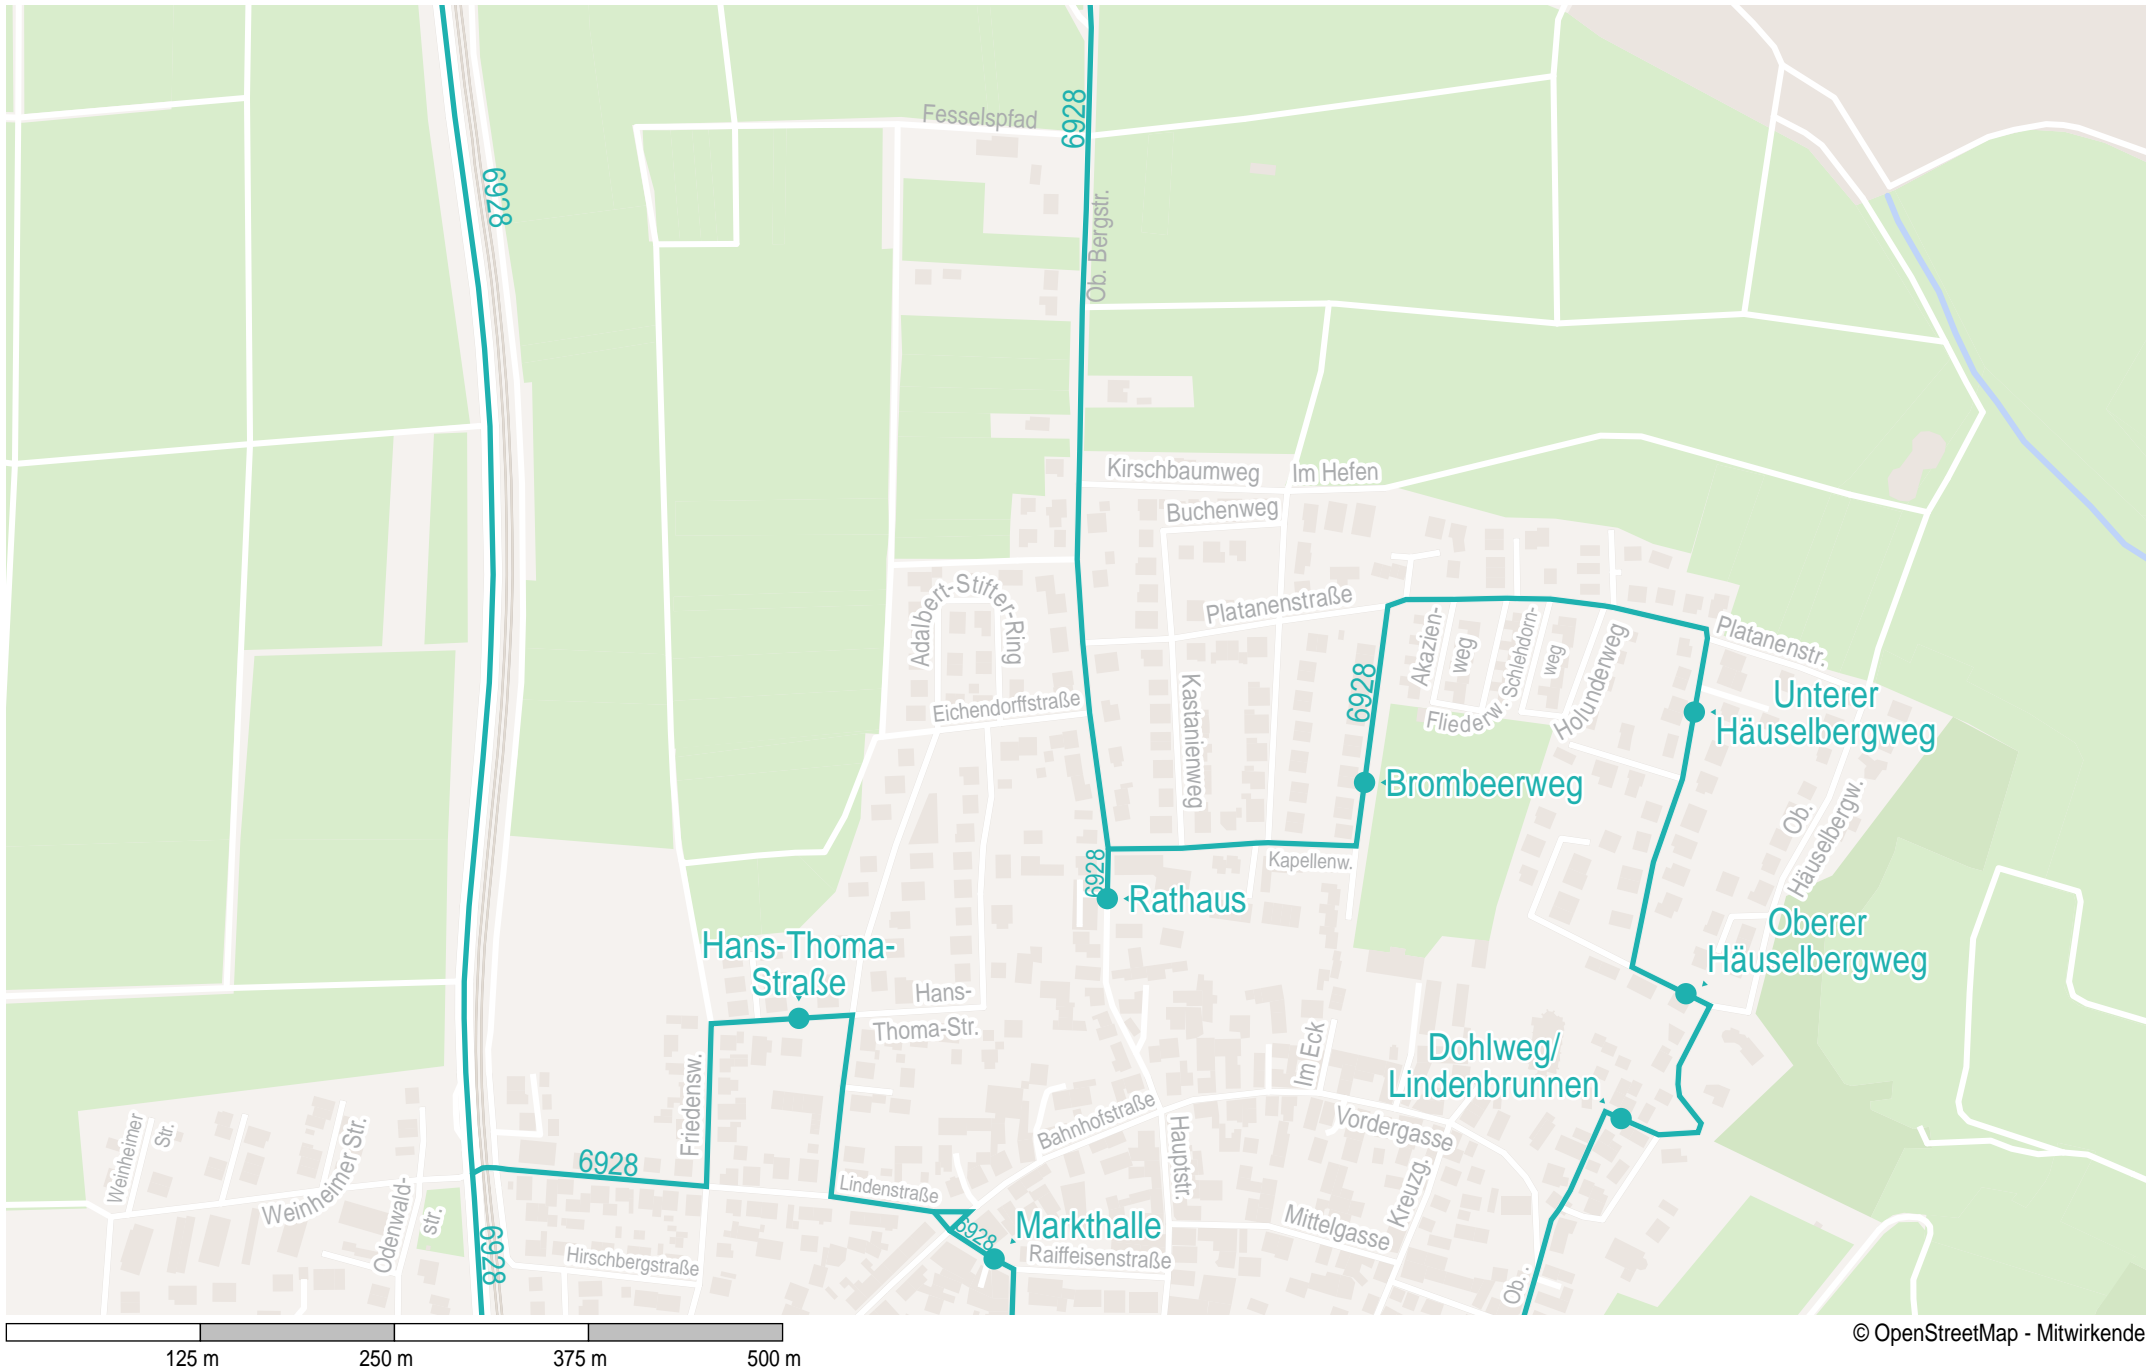 6928
Fesselspfad
6928
Ob. Bergstr.
Kirschbaumweg
Im Hefen
Buchenweg
Adalbert-Stifter-Ring
Platanenstraße
Akazien-
weg
Fliederw.
Schlehdorn-
weg
Holunderweg
Platanenstr.
Eichendorffstraße
Kastanienweg
6928
Unterer
Häuselbergweg
Brombeerweg
Ob.
Häuselbergw.
6928
Kapellenw.
Rathaus
Hans-Thoma-
Straße
Hans-
Thoma-Str.
Oberer
Häuselbergweg
Friedensw.
Im Eck
Dohlweg/
Lindenbrunnen
Weinheimer
Str.
Weinheimer Str.
Odenwald-
str.
6928
Bahnhofstraße
Hauptstr.
Vordergasse
Kreuzg.
Lindenstraße
Mittelgasse
6928
6928
Markthalle
Hirschbergstraße
Raiffeisenstraße
Ob. .
125 m
250 m
375 m
500 m
© OpenStreetMap - Mitwirkende